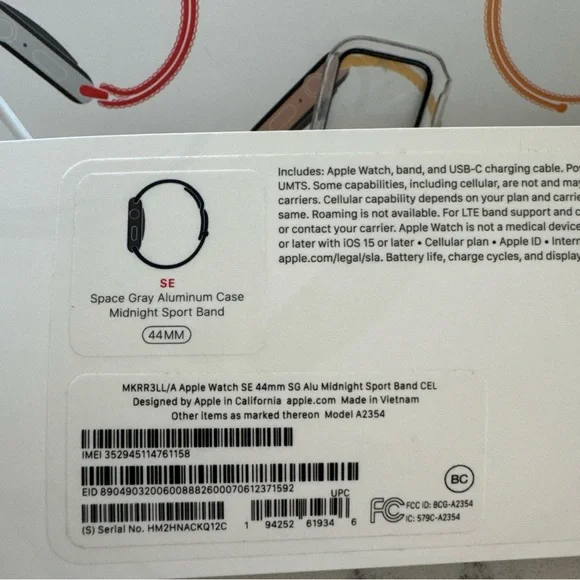 Includes: Apple Watch, band, and USB-C charging cable.
UMTS. Some capabilities, including cellular, are not and may
carriers. Cellular capability depends on your plan and
same. Roaming is not available. For LTE band support and
or contact your carrier. Apple Watch is not a medical
or later with iOS 15 or later • Cellular plan • Apple ID •
apple.com/legal/sla. Battery life, charge cycles, and
SE
Space Gray Aluminum Case
Midnight Sport Band
44MM
MKRR3LL/A Apple Watch SE 44mm SG Alu Midnight Sport Band CEL
Designed by Apple in California apple.com Made in Vietnam
Other items as marked thereon Model A2354
IMEI 352945114761158
EID 89049032006008882600070612371592
UPC
(S) Serial No. HM2HNACKQ12C
1 94252 61934 6
BC
FC
FCC ID: BCG-A2354
IC: 579C-A2354